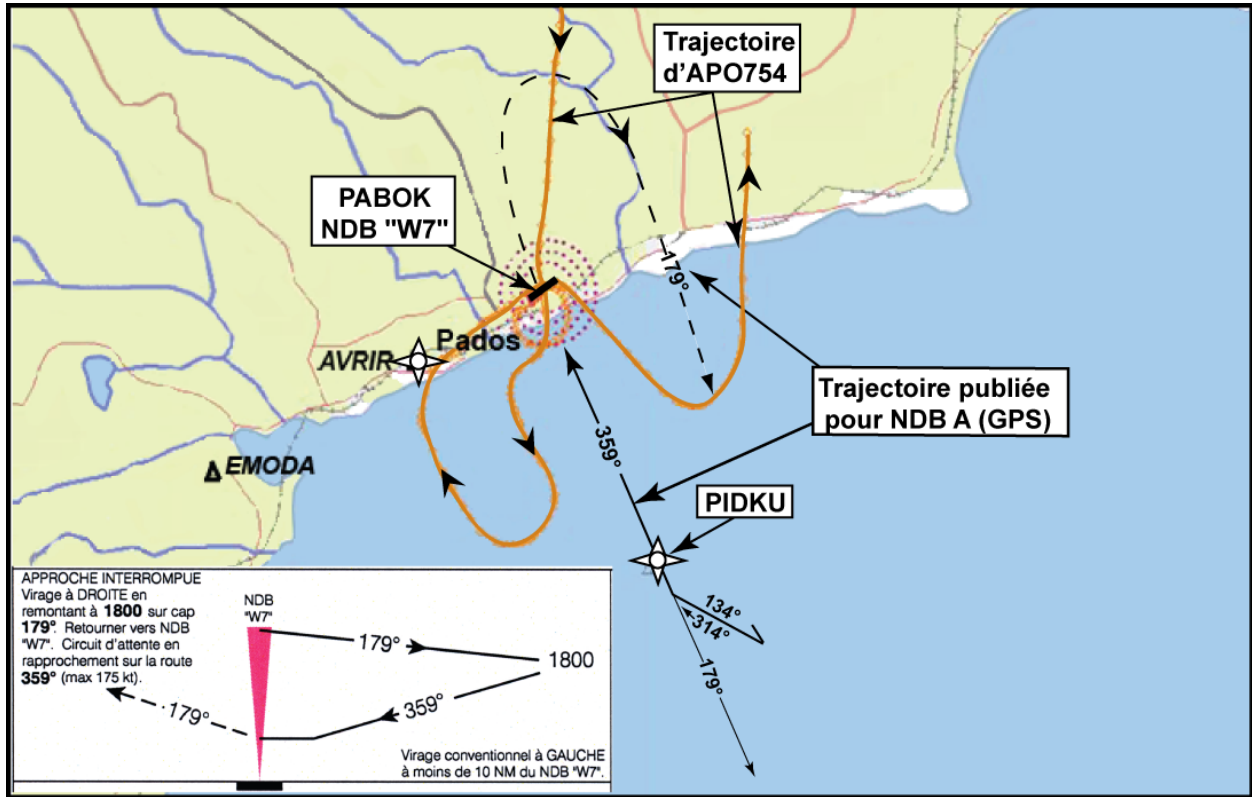 Trajectoire
d'APO754
PABOK
NDB "W7"
179°
Pados
AVRIR
Trajectoire publiée
pour NDB A (GPS)
359°
EMODA
PIDKU
134°
314°
179°
APPROCHE INTERROMPUE
Virage à DROITE en
remontant à 1800 sur cap
179°. Retourner vers NDB
"W7". Circuit d'attente en
rapprochement sur la route
359° (max 175 kt).
NDB
"W7"
179°
1800
359°
179°
Virage conventionnel à GAUCHE
à moins de 10 NM du NDB "W7".